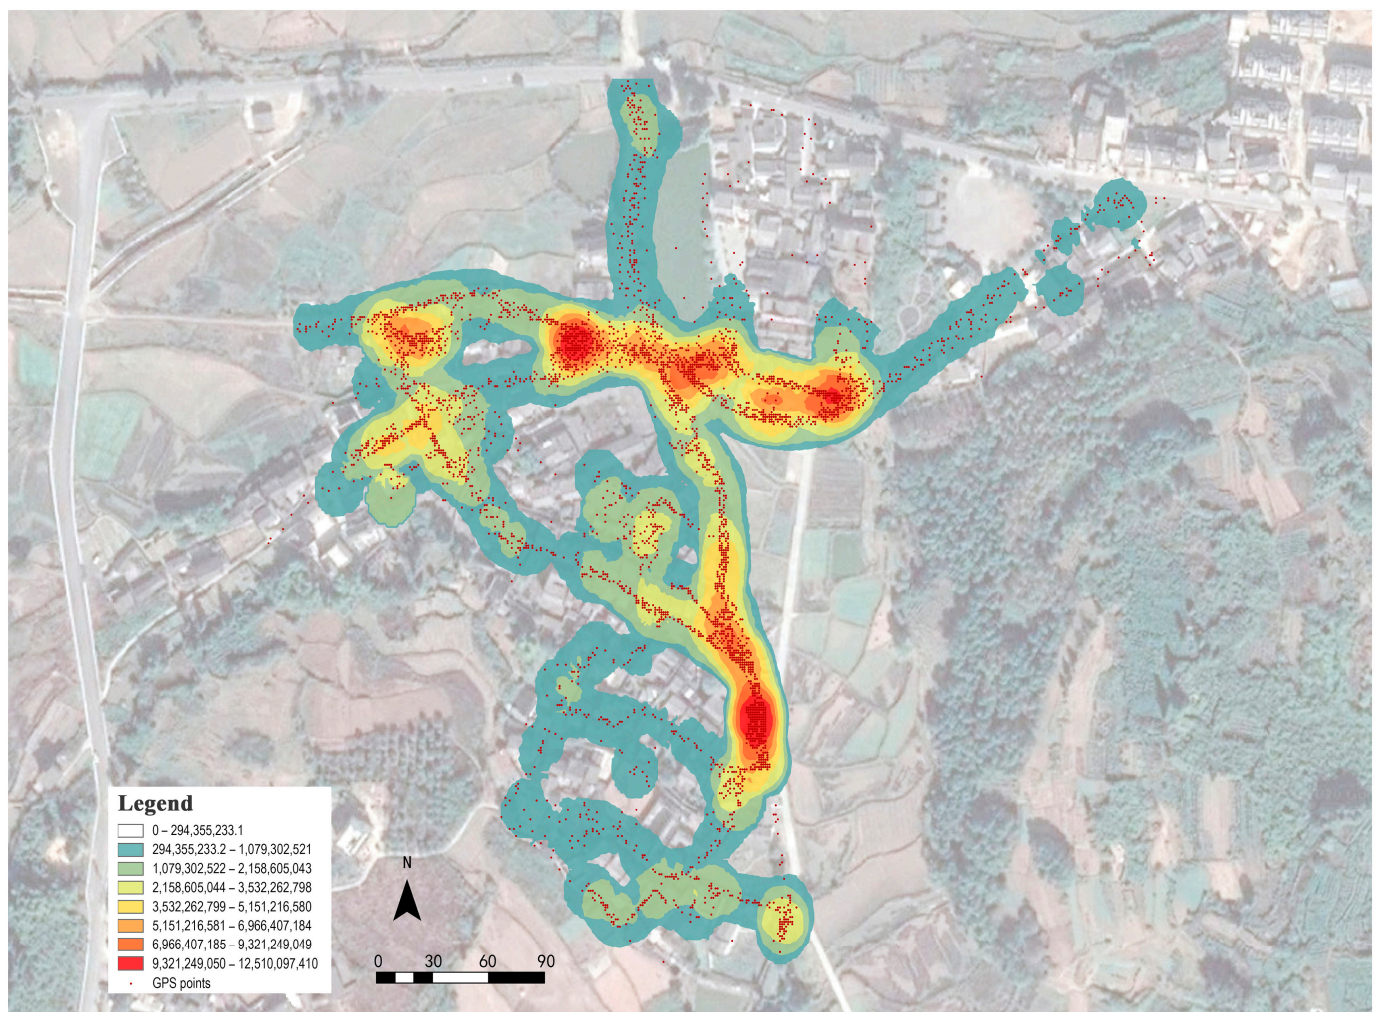 Legend
0 – 294,355,233.1
294,355,233.2 – 1,079,302,521
1,079,302,522 – 2,158,605,043
2,158,605,044 – 3,532,262,798
3,532,262,799 – 5,151,216,580
5,151,216,581 – 6,966,407,184
6,966,407,185 – 9,321,249,049
9,321,249,050 – 12,510,097,410
GPS points
N
0 30 60 90